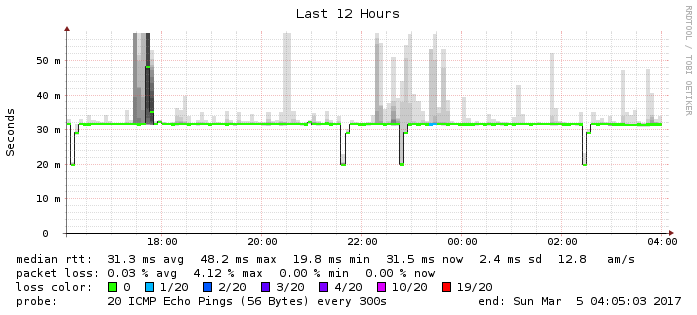 Last 12 Hours
RRDTOOL / TOBI OETIKER
Seconds
50 m
40 m
30 m
20 m
10 m
0
18:00 20:00 22:00 00:00 02:00 04:00
median rtt: 31.3 ms avg 48.2 ms max 19.8 ms min 31.5 ms now 2.4 ms sd 12.8 am/s
packet loss: 0.03 % avg 4.12 % max 0.00 % min 0.00 % now
loss color: 0 1/20 2/20 3/20 4/20 10/20 19/20
probe: 20 ICMP Echo Pings (56 Bytes) every 300s end: Sun Mar 5 04:05:03 2017